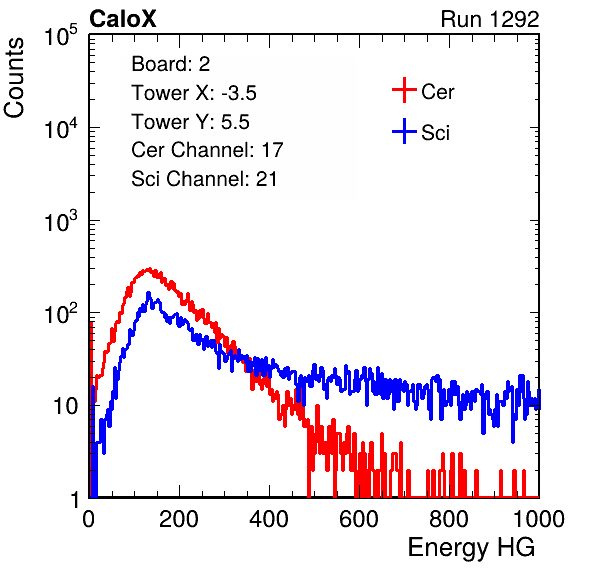 CaloX Run 1292
Counts
10^5
10^4
10^3
10^2
10
1
Board: 2
Tower X: -3.5
Tower Y: 5.5
Cer Channel: 17
Sci Channel: 21
Cer
Sci
0 200 400 600 800 1000
Energy HG